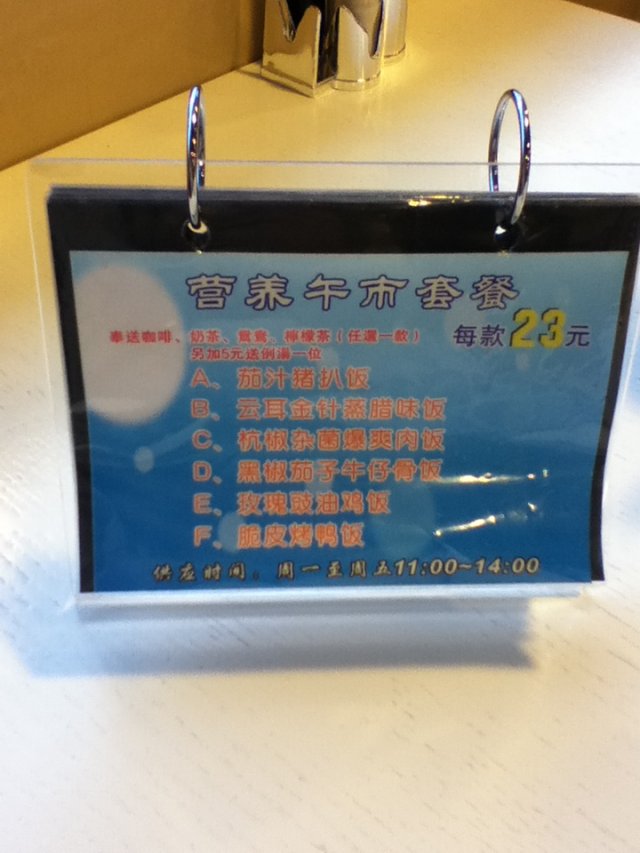 营养午市套餐
奉送咖啡、奶茶、鸳鸯、檸檬茶(任選一款)
每款23元
另加5元送例湯一位
A、茄汁猪扒饭
B、云耳金针蒸腊味饭
C、杭椒杂菌爆爽肉饭
D、黑椒茄子牛仔骨饭
E、玫瑰豉油鸡饭
F、脆皮烤鸭饭
供应时间：周一至周五11:00~14:00